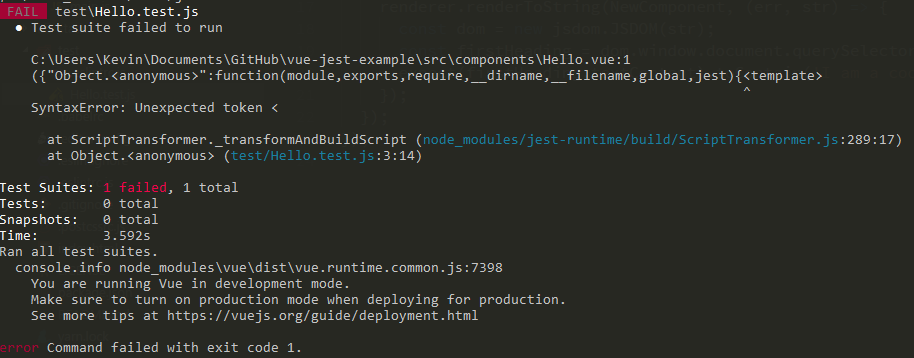 FAIL test\Hello.test.js
● Test suite failed to run
C:\Users\Kevin\Documents\GitHub\vue-jest-example\src\components\Hello.vue:1
({"Object.<anonymous>":function(module,exports,require,__dirname,__filename,global,jest){<template>
^
SyntaxError: Unexpected token <
at ScriptTransformer._transformAndBuildScript (node_modules/jest-runtime/build/ScriptTransformer.js:289:17)
at Object.<anonymous> (test/Hello.test.js:3:14)
Test Suites: 1 failed, 1 total
Tests: 0 total
Snapshots: 0 total
Time: 3.592s
Ran all test suites.
console.info node_modules\vue\dist\vue.runtime.common.js:7398
You are running Vue in development mode.
Make sure to turn on production mode when deploying for production.
See more tips at https://vuejs.org/guide/deployment.html
error Command failed with exit code 1.